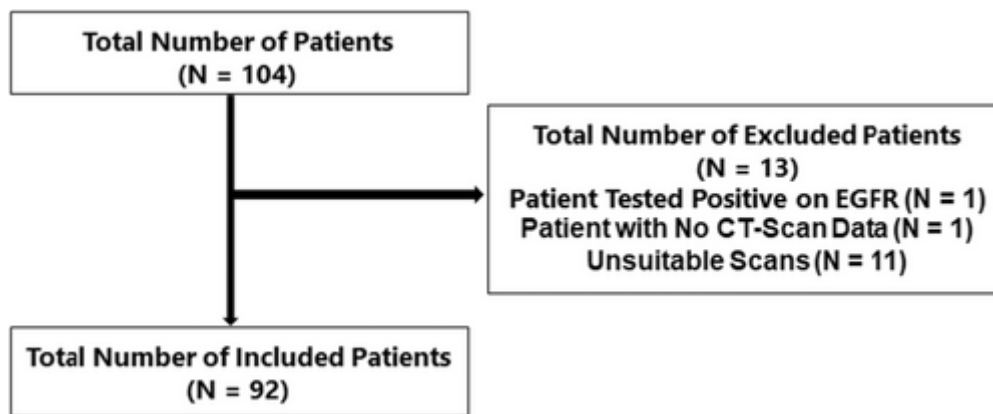 Total Number of Patients
(N = 104)
Total Number of Excluded Patients
(N = 13)
Patient Tested Positive on EGFR (N = 1)
Patient with No CT-Scan Data (N = 1)
Unsuitable Scans (N = 11)
Total Number of Included Patients
(N = 92)